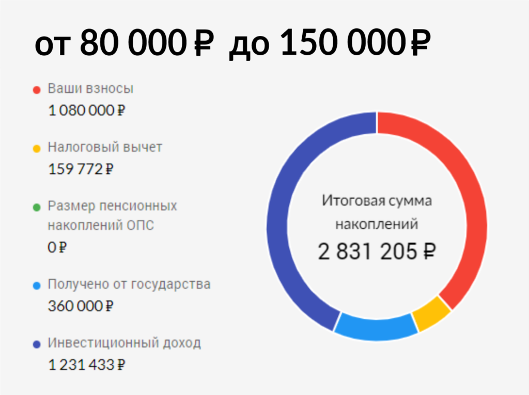 от 80 000 ₽ до 150 000 ₽
Ваши взносы
1 080 000 ₽
Налоговый вычет
159 772 ₽
Размер пенсионных
накоплений ОПС
0 ₽
Получено от государства
360 000 ₽
Инвестиционный доход
1 231 433 ₽
Итоговая сумма
накоплений
2 831 205 ₽